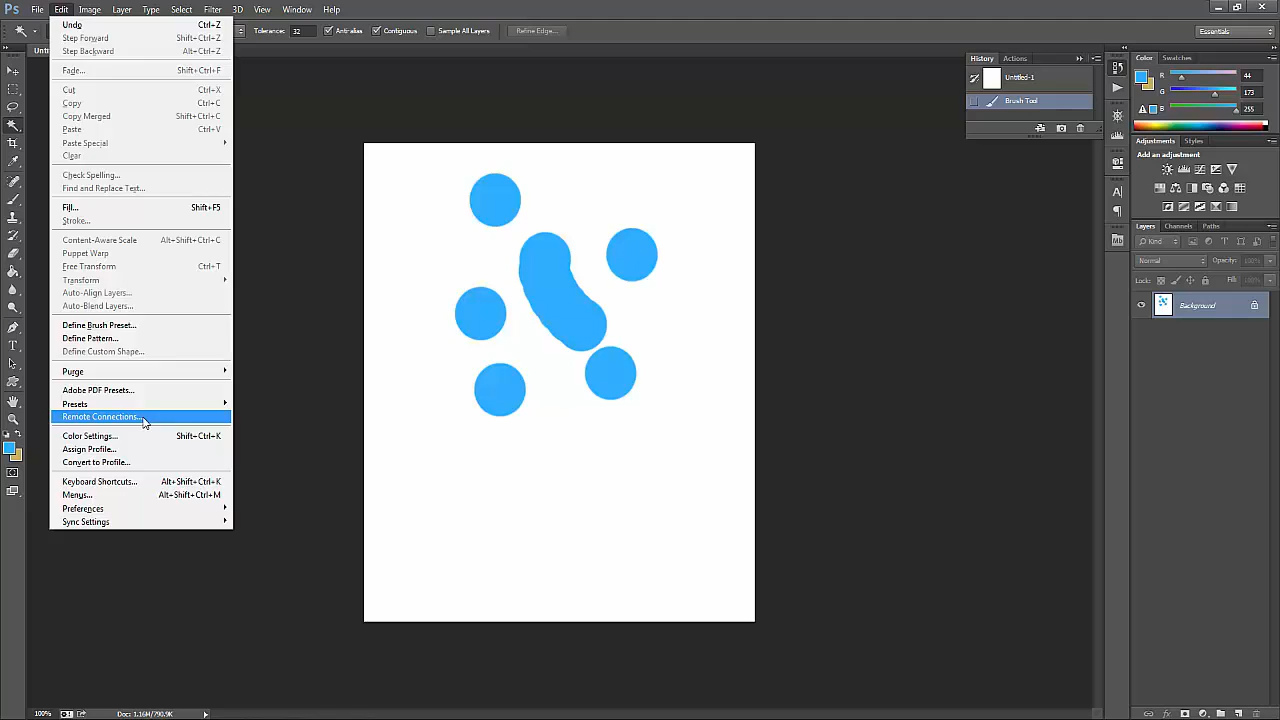 Ps File Edit Image Layer Type Select Filter 3D View Window Help
Tolerance: 32 Anti-alias Contiguous Sample All Layers Refine Edge... Essentials
Undo Ctrl+Z
Step Forward Shift+Ctrl+Z
Step Backward Alt+Ctrl+Z
Fade... Shift+Ctrl+F
Cut Ctrl+X
Copy Ctrl+C
Copy Merged Shift+Ctrl+C
Paste Ctrl+V
Paste Special
Clear
Check Spelling...
Find and Replace Text...
Fill... Shift+F5
Stroke...
Content-Aware Scale Alt+Shift+Ctrl+C
Puppet Warp
Free Transform Ctrl+T
Transform
Auto-Align Layers...
Auto-Blend Layers...
Define Brush Preset...
Define Pattern...
Define Custom Shape...
Purge
Adobe PDF Presets...
Presets
Remote Connections...
Color Settings... Shift+Ctrl+K
Assign Profile...
Convert to Profile...
Keyboard Shortcuts... Alt+Shift+Ctrl+K
Menus... Alt+Shift+Ctrl+M
Preferences
Sync Settings
History Actions
Untitled-1
Brush Tool
Color Swatches
R 44
G 173
B 255
Adjustments Styles
Add an adjustment
Layers Channels Paths
Kind
Normal Opacity: 100%
Lock: Fill: 100%
Background
100% Doc: 1.16M/790.9K